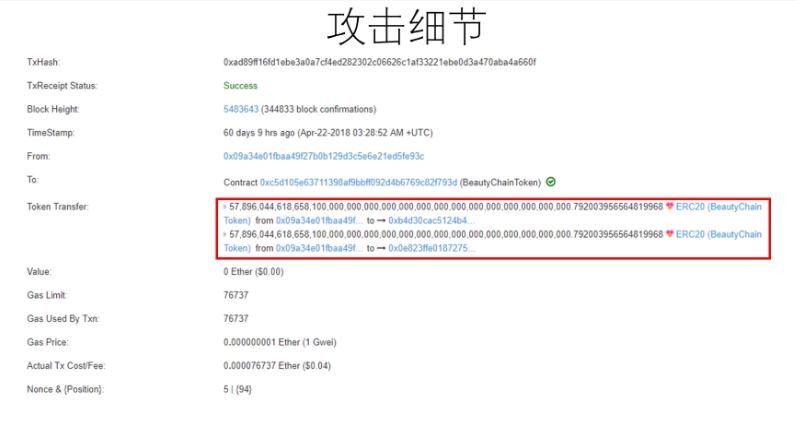 攻击细节
TxHash: 0xad89ff16fd1ebe3a0a7cf4ed282302c06626c1af33221ebe0d3a470aba4a660f
TxReceipt Status: Success
Block Height: 5483643 (344833 block confirmations)
TimeStamp: 60 days 9 hrs ago (Apr-22-2018 03:28:52 AM +UTC)
From: 0x09a34e01fbaa49f27b0b129d3c5e6e21ed5fe93c
To: Contract 0xc5d105e63711398af9bbff092d4b6769c82f793d (BeautyChainToken)
Token Transfer: 57,896,044,618,658,100,000,000,000,000,000,000,000,000,000,000,000,000,000,000.792003956564819968 ERC20 (BeautyChain
Token) from 0x09a34e01fbaa49f... to → 0xb4d30cac5124b4...
57,896,044,618,658,100,000,000,000,000,000,000,000,000,000,000,000,000,000,000.792003956564819968 ERC20 (BeautyChain
Token) from 0x09a34e01fbaa49f... to → 0x0e823ffe0187275...
Value: 0 Ether ($0.00)
Gas Limit: 76737
Gas Used By Txn: 76737
Gas Price: 0.000000001 Ether (1 Gwei)
Actual Tx Cost/Fee: 0.000076737 Ether ($0.04)
Nonce & {Position}: 5 | {94}